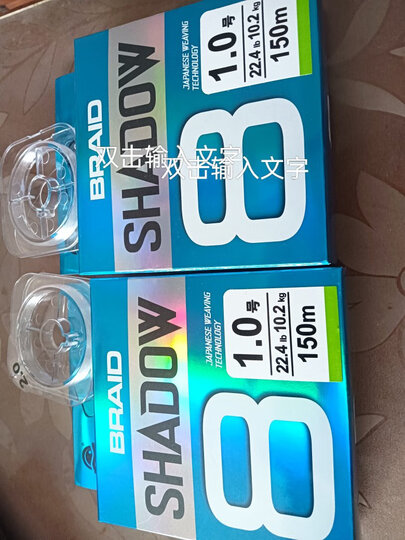 BRAID
SHADOW
8
JAPANESE WEAVING
TECHNOLOGY
1.0号
22.4 lb 10.2 kg
150m
双击输入文字
双击输入文字
2.0
BRAID
SHADOW
8
JAPANESE WEAVING
TECHNOLOGY
1.0号
22.4 lb 10.2 kg
150m